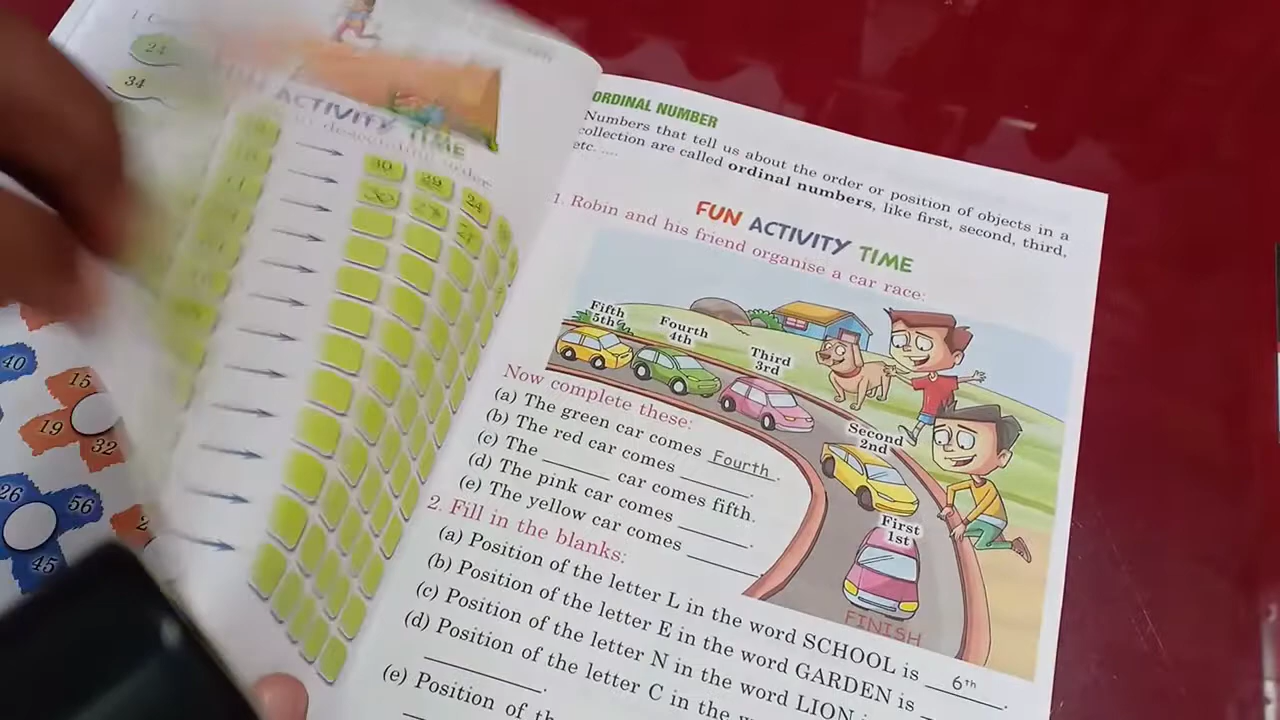 24
34
FUN ACTIVITY TIME
30 29 24
40
15
19
32
26
56
45
ORDINAL NUMBER
Numbers that tell us about the order or position of objects in a
collection are called ordinal numbers, like first, second, third,
etc. ....
FUN ACTIVITY TIME
1. Robin and his friend organise a car race:
Fifth
5th
Fourth
4th
Third
3rd
Second
2nd
First
1st
FINISH
Now complete these:
(a) The green car comes Fourth.
(b) The red car comes ______.
(c) The ______ car comes fifth.
(d) The pink car comes ______.
(e) The yellow car comes ______.
2. Fill in the blanks:
(a) Position of the letter L in the word SCHOOL is 6th.
(b) Position of the letter E in the word GARDEN is
(c) Position of the letter N in the word LION
(d) Position of the letter C in the
______.
(e) Position of